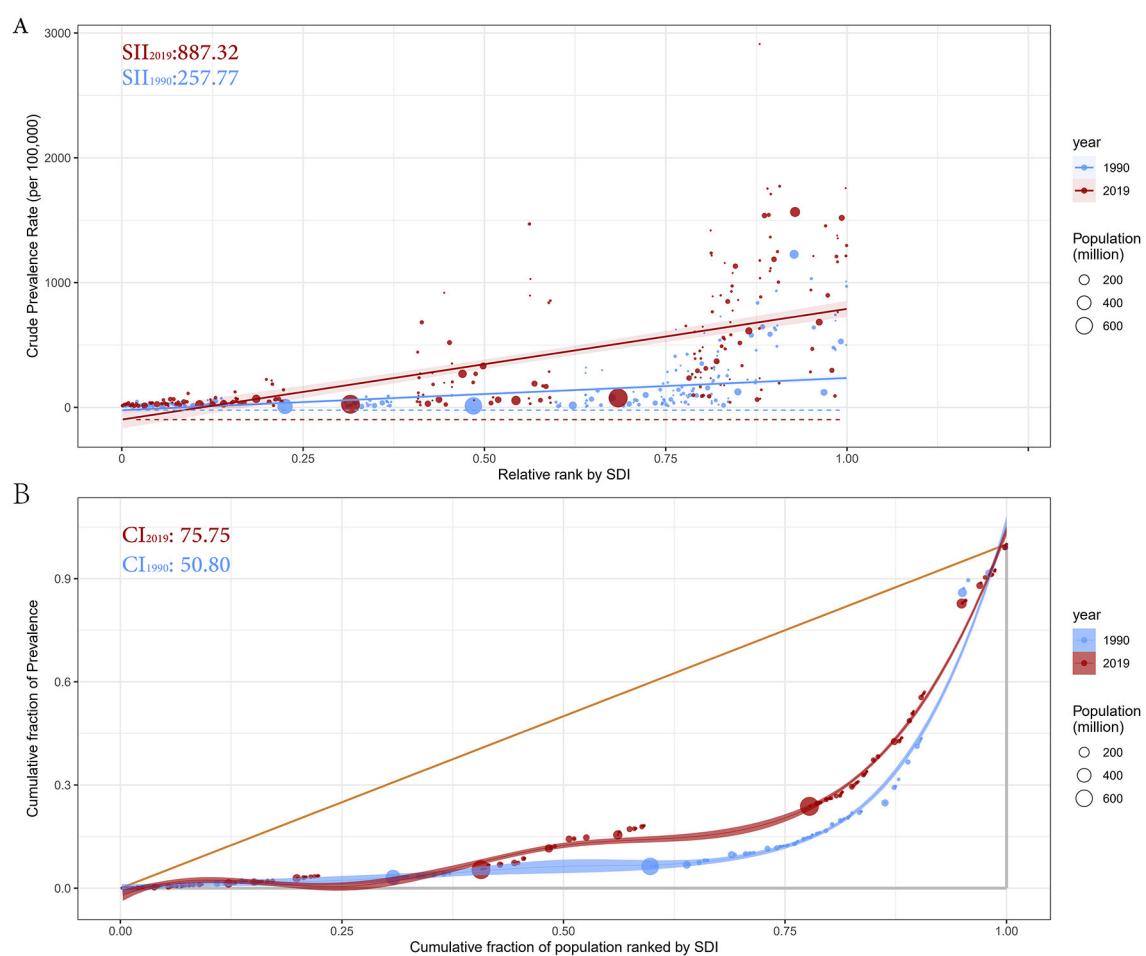 A
SII2019:887.32
SII1990:257.77
3000
2000
1000
0
Crude Prevalence Rate (per 100,000)
0 0.25 0.50 0.75 1.00
Relative rank by SDI
year
1990
2019
Population
(million)
200
400
600
B
CI2019: 75.75
CI1990: 50.80
0.9
0.6
0.3
0.0
Cumulative fraction of Prevalence
0.00 0.25 0.50 0.75 1.00
Cumulative fraction of population ranked by SDI
year
1990
2019
Population
(million)
200
400
600